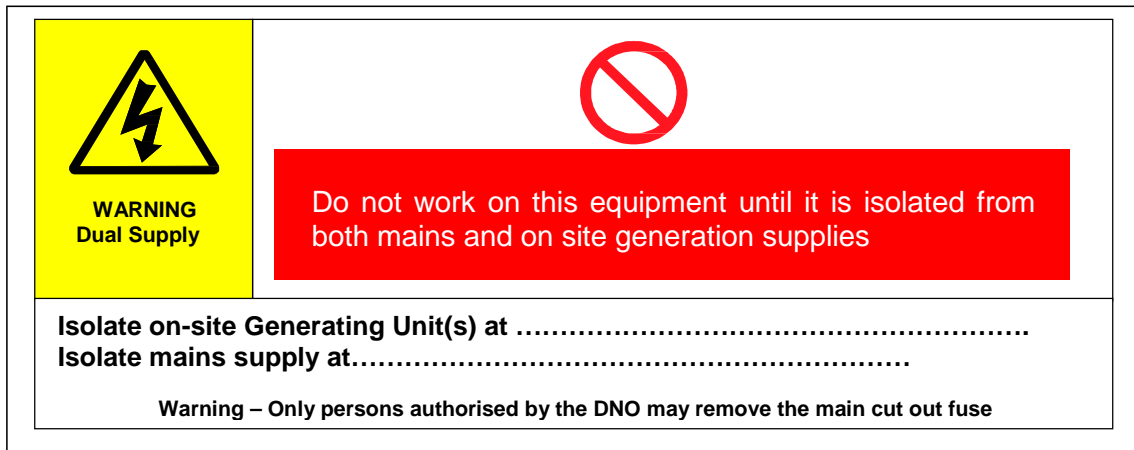 WARNING
Dual Supply
Do not work on this equipment until it is isolated from
both mains and on site generation supplies
Isolate on-site Generating Unit(s) at ……………………………………………………….
Isolate mains supply at………………………………………………………
Warning – Only persons authorised by the DNO may remove the main cut out fuse